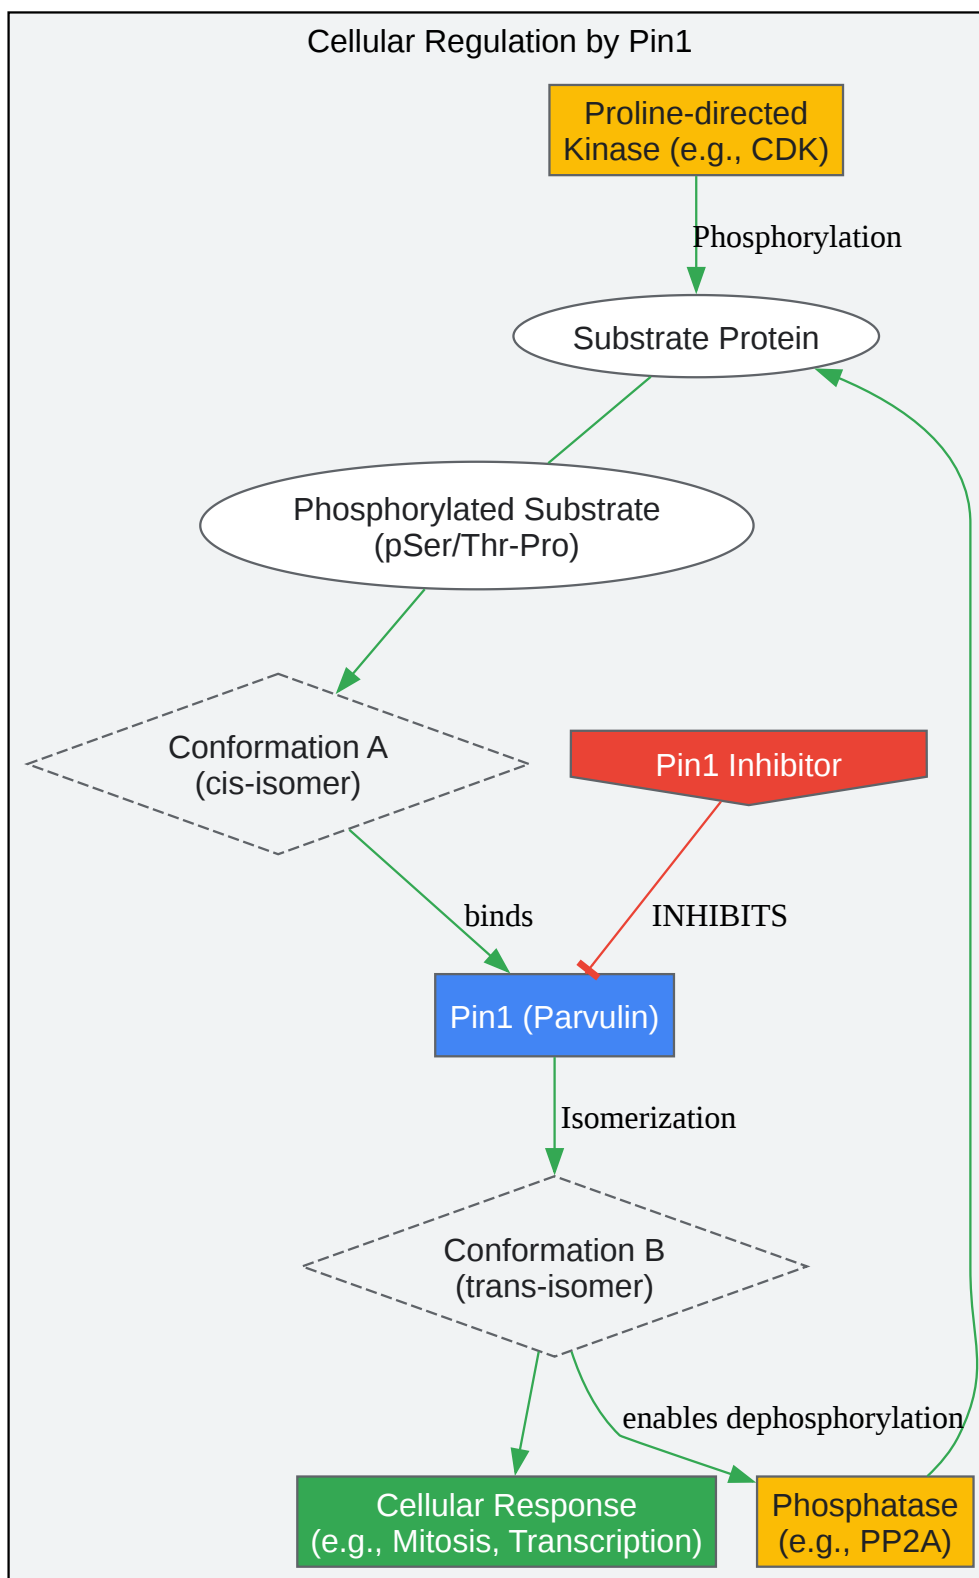 Cellular Regulation by Pin1
Proline-directed
Kinase (e.g., CDK)
Phosphorylation
Substrate Protein
Phosphorylated Substrate
(pSer/Thr-Pro)
Conformation A
(cis-isomer)
Pin1 Inhibitor
binds
INHIBITS
Pin1 (Parvulin)
Isomerization
Conformation B
(trans-isomer)
enables dephosphorylation
Cellular Response
(e.g., Mitosis, Transcription)
Phosphatase
(e.g., PP2A)